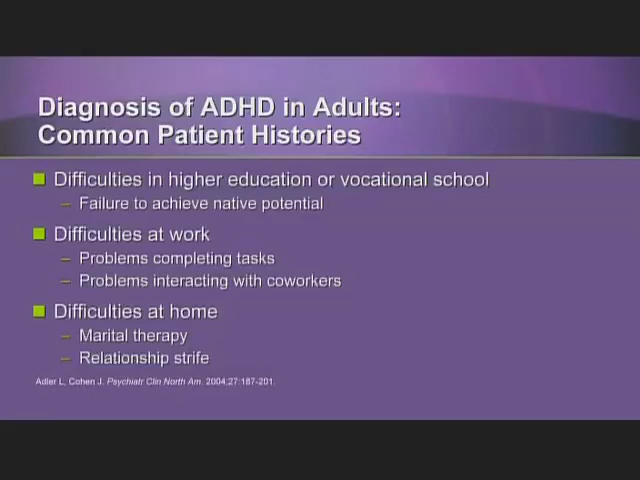 Diagnosis of ADHD in Adults:
Common Patient Histories
Difficulties in higher education or vocational school
– Failure to achieve native potential
Difficulties at work
– Problems completing tasks
– Problems interacting with coworkers
Difficulties at home
– Marital therapy
– Relationship strife
Adler L, Cohen J. Psychiatr Clin North Am. 2004;27:187-201.